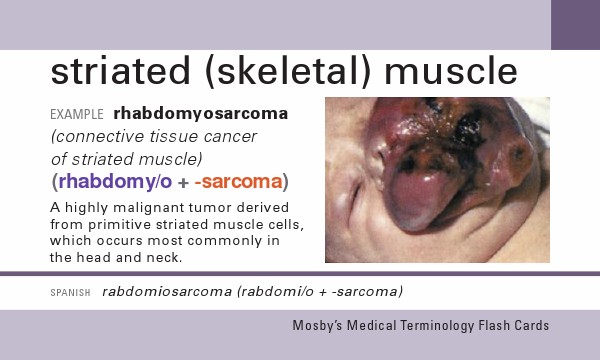 striated (skeletal) muscle
EXAMPLE rhabdomyosarcoma
(connective tissue cancer
of striated muscle)
(rhabdomy/o + -sarcoma)
A highly malignant tumor derived
from primitive striated muscle cells,
which occurs most commonly in
the head and neck.
SPANISH rabdomiosarcoma (rabdomi/o + -sarcoma)
Mosby's Medical Terminology Flash Cards